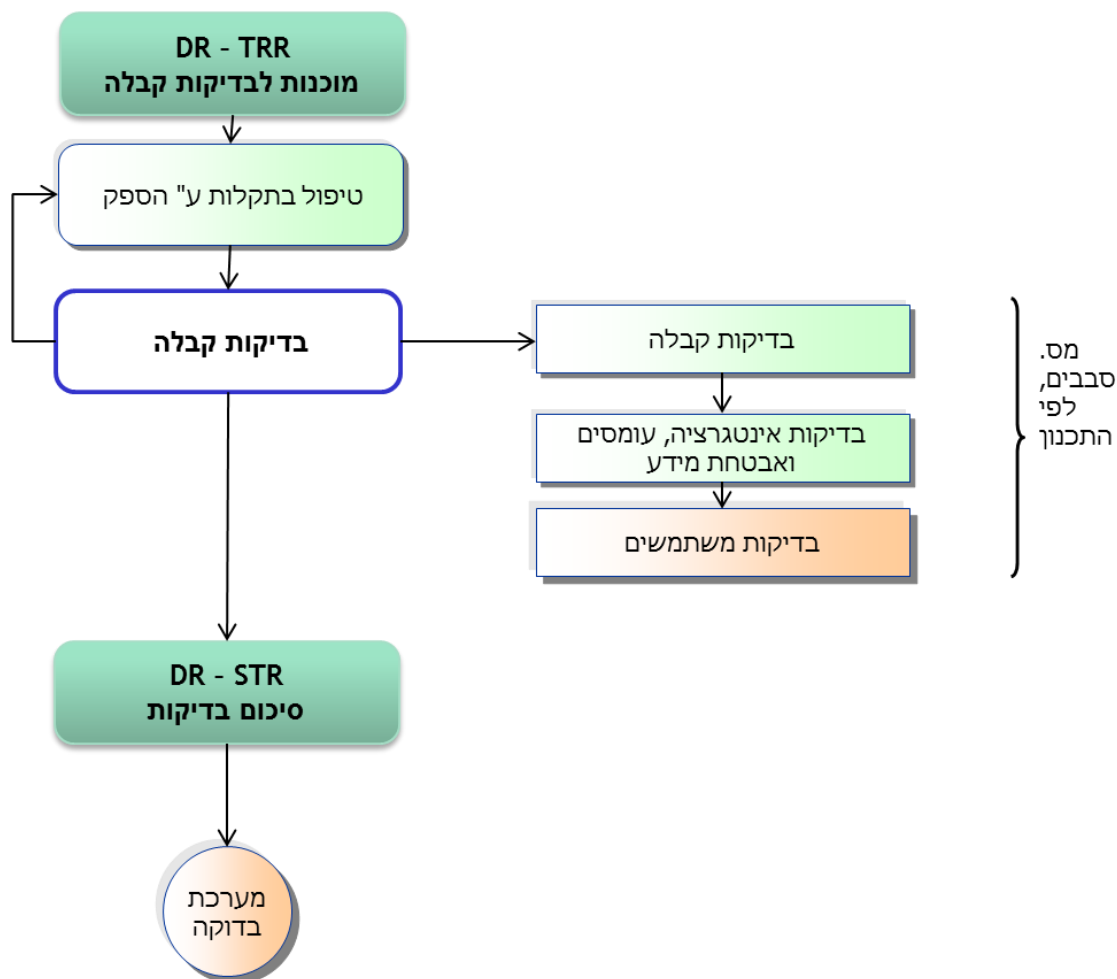 DR - TRR
מוכנות לבדיקות קבלה
טיפול בתקלות ע" הספק
בדיקות קבלה
בדיקות קבלה
בדיקות אינטגרציה, עומסים
ואבטחת מידע
בדיקות משתמשים
מס.
סבבים,
לפי
התכנון
DR - STR
סיכום בדיקות
מערכת
בדוקה